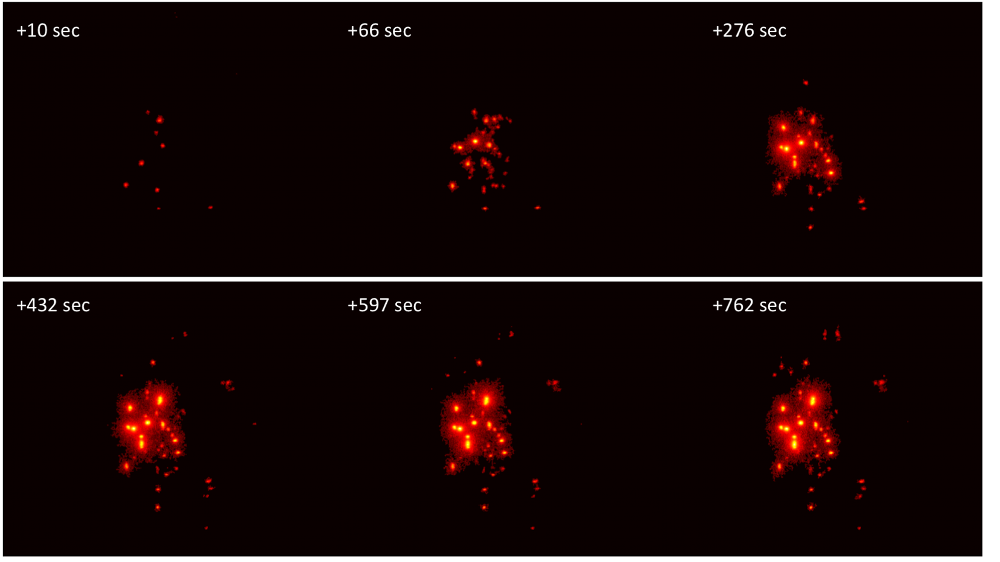 +10 sec
+66 sec
+276 sec
+432 sec
+597 sec
+762 sec